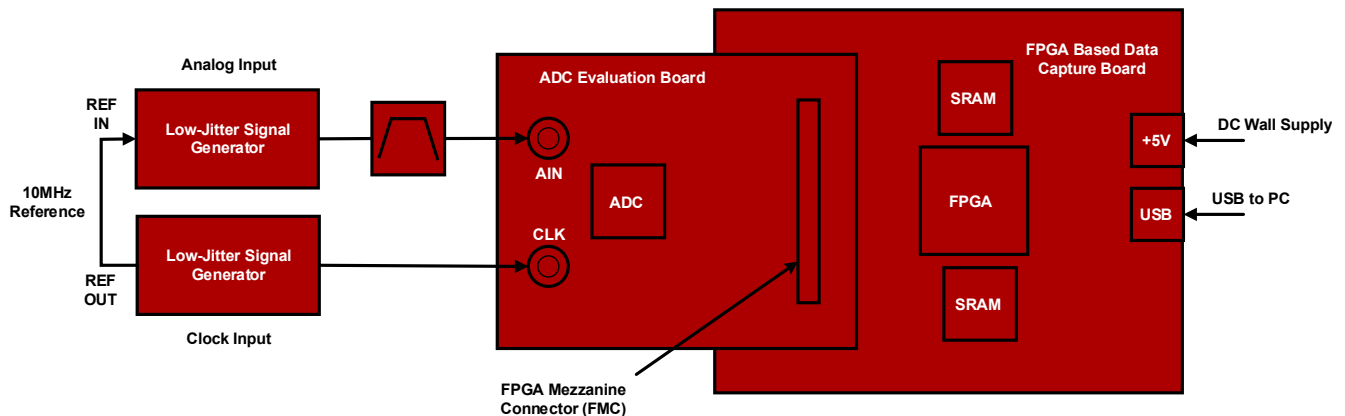 Analog Input
REF
IN
Low-Jitter Signal
Generator
10MHz
Reference
REF
OUT
Low-Jitter Signal
Generator
Clock Input
ADC Evaluation Board
AIN
ADC
CLK
FPGA Mezzanine
Connector (FMC)
FPGA Based Data
Capture Board
SRAM
FPGA
SRAM
+5V
DC Wall Supply
USB
USB to PC